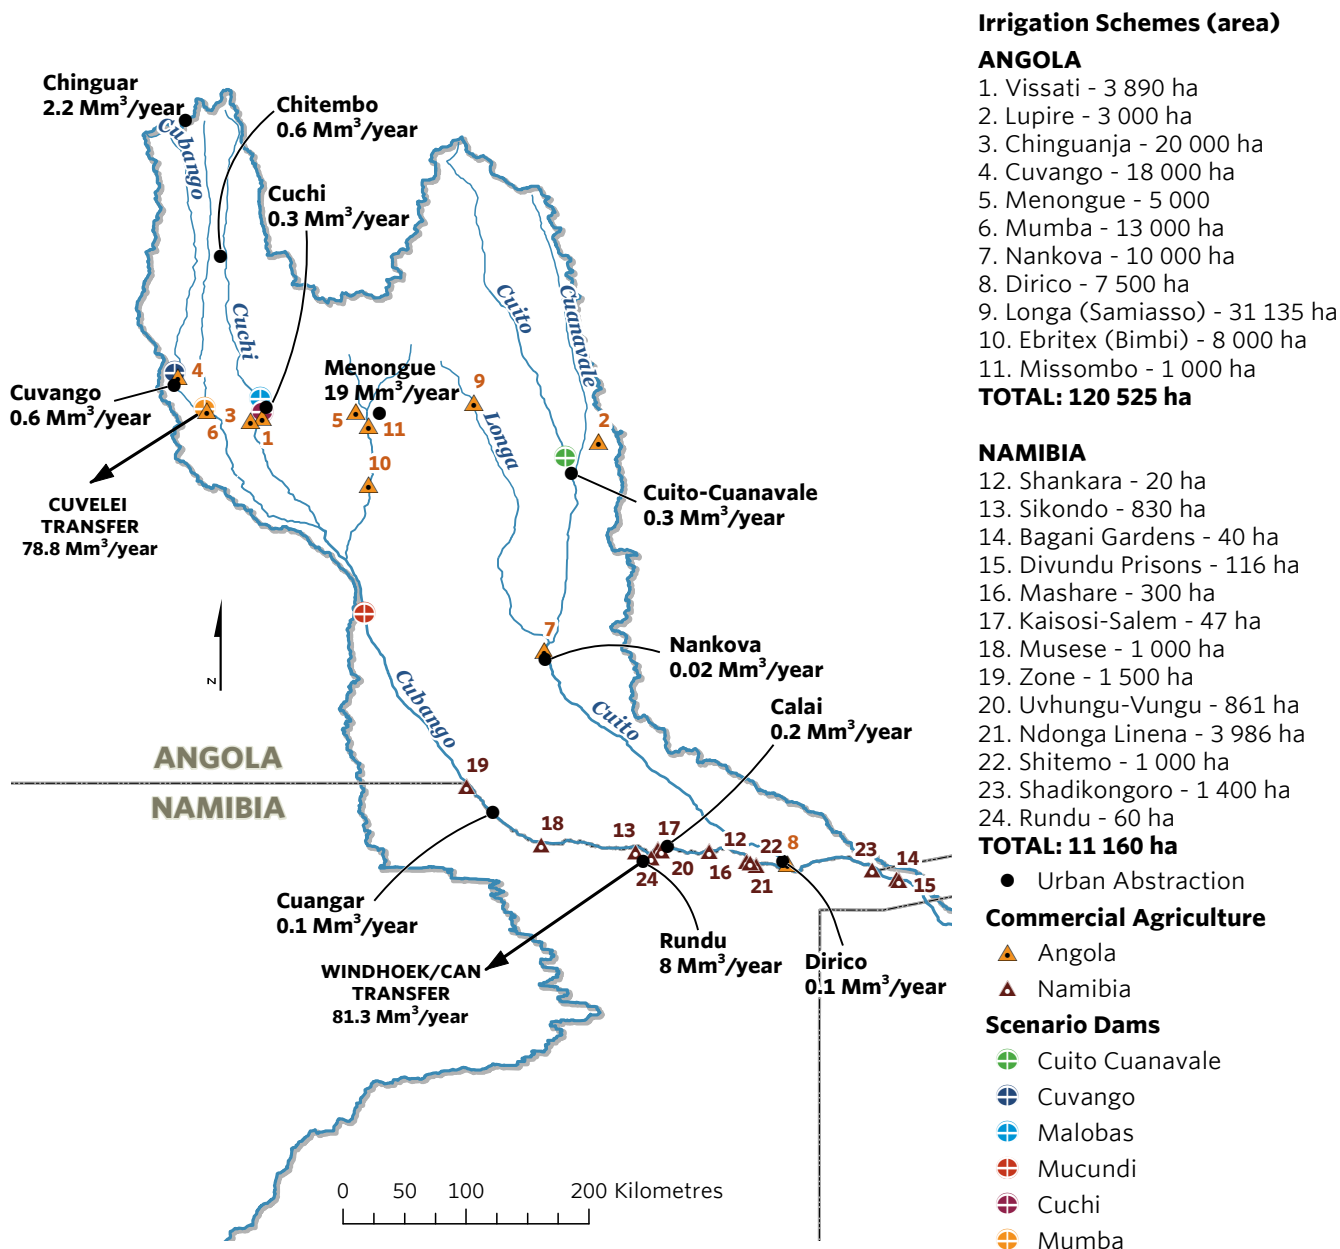 Chinguar
2.2 Mm³/year
Chitembo
0.6 Mm³/year
Cubango
Cuchi
0.3 Mm³/year
Cuchi
Cuito
Cuanavale
Menongue
19 Mm³/year
4
Cuvango
0.6 Mm³/year
6
3
1
5
11
10
9
Longa
2
CUVELEI
TRANSFER
78.8 Mm³/year
Cuito-Cuanavale
0.3 Mm³/year
z
7
Nankova
0.02 Mm³/year
Cubango
Cuito
Calai
0.2 Mm³/year
ANGOLA
NAMIBIA
19
18
13
17
24
20
16
12
21
22
8
23
14
15
Cuangar
0.1 Mm³/year
Rundu
8 Mm³/year
Dirico
0.1 Mm³/year
WINDHOEK/CAN
TRANSFER
81.3 Mm³/year
0 50 100 200 Kilometres
Irrigation Schemes (area)
ANGOLA
1. Vissati - 3 890 ha
2. Lupire - 3 000 ha
3. Chinguanja - 20 000 ha
4. Cuvango - 18 000 ha
5. Menongue - 5 000
6. Mumba - 13 000 ha
7. Nankova - 10 000 ha
8. Dirico - 7 500 ha
9. Longa (Samiasso) - 31 135 ha
10. Ebritex (Bimbi) - 8 000 ha
11. Missombo - 1 000 ha
TOTAL: 120 525 ha
NAMIBIA
12. Shankara - 20 ha
13. Sikondo - 830 ha
14. Bagani Gardens - 40 ha
15. Divundu Prisons - 116 ha
16. Mashare - 300 ha
17. Kaisosi-Salem - 47 ha
18. Musese - 1 000 ha
19. Zone - 1 500 ha
20. Uvhungu-Vungu - 861 ha
21. Ndonga Linena - 3 986 ha
22. Shitemo - 1 000 ha
23. Shadikongoro - 1 400 ha
24. Rundu - 60 ha
TOTAL: 11 160 ha
Urban Abstraction
Commercial Agriculture
Angola
Namibia
Scenario Dams
Cuito Cuanavale
Cuvango
Malobas
Mucundi
Cuchi
Mumba